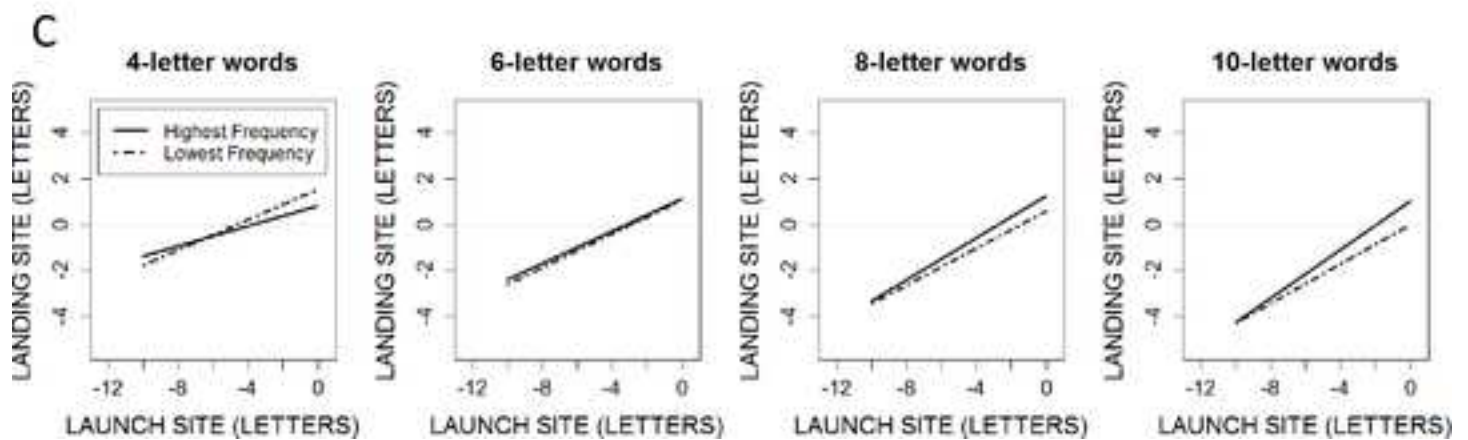 C
4-letter words
6-letter words
8-letter words
10-letter words
LANDING SITE (LETTERS)
4
2
0
-2
-4
Highest Frequency
Lowest Frequency
-12
-8
-4
0
LAUNCH SITE (LETTERS)
LANDING SITE (LETTERS)
4
2
0
-2
-4
-12
-8
-4
0
LAUNCH SITE (LETTERS)
LANDING SITE (LETTERS)
4
2
0
-2
-4
-12
-8
-4
0
LAUNCH SITE (LETTERS)
LANDING SITE (LETTERS)
4
2
0
-2
-4
-12
-8
-4
0
LAUNCH SITE (LETTERS)